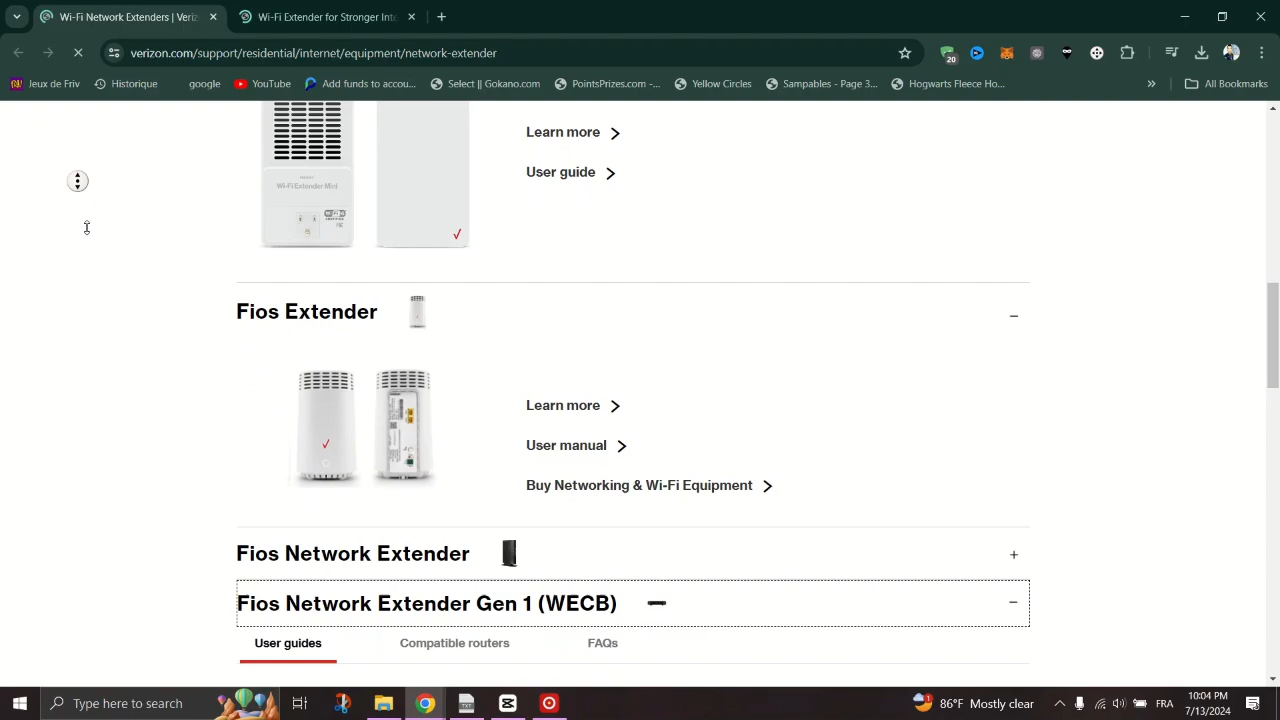 Wi-Fi Network Extenders | Veriz
Wi-Fi Extender for Stronger Inte
verizon.com/support/residential/internet/equipment/network-extender
20
Jeux de Friv
Historique
google
YouTube
Add funds to accou...
Select || Gokano.com
PointsPrizes.com -...
Yellow Circles
Sampables - Page 3...
Hogwarts Fleece Ho...
All Bookmarks
Learn more
User guide
Wi-Fi Extender Mini
Fios Extender
Learn more
User manual
Buy Networking & Wi-Fi Equipment
Fios Network Extender
Fios Network Extender Gen 1 (WECB)
User guides
Compatible routers
FAQs
Type here to search
TXT
1
86°F Mostly clear
FRA
10:04 PM
7/13/2024